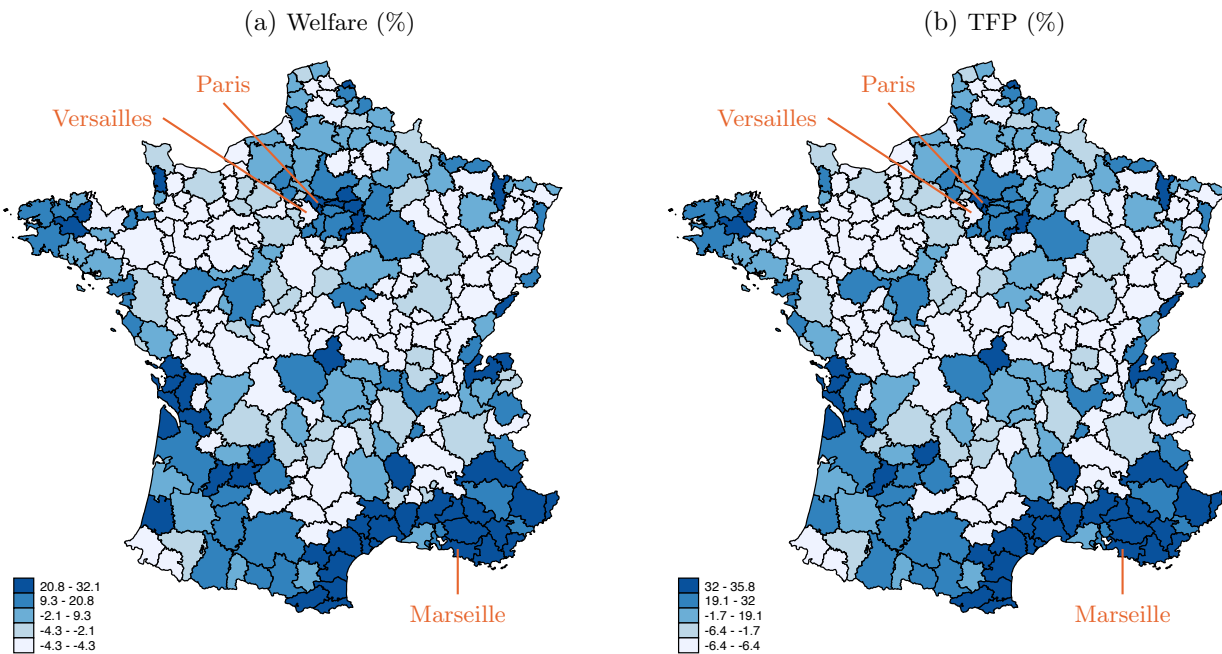 (a) Welfare (%)
Paris
Versailles
Marseille
20.8 - 32.1
9.3 - 20.8
-2.1 - 9.3
-4.3 - -2.1
-4.3 - -4.3
(b) TFP (%)
Paris
Versailles
Marseille
32 - 35.8
19.1 - 32
-1.7 - 19.1
-6.4 - -1.7
-6.4 - -6.4